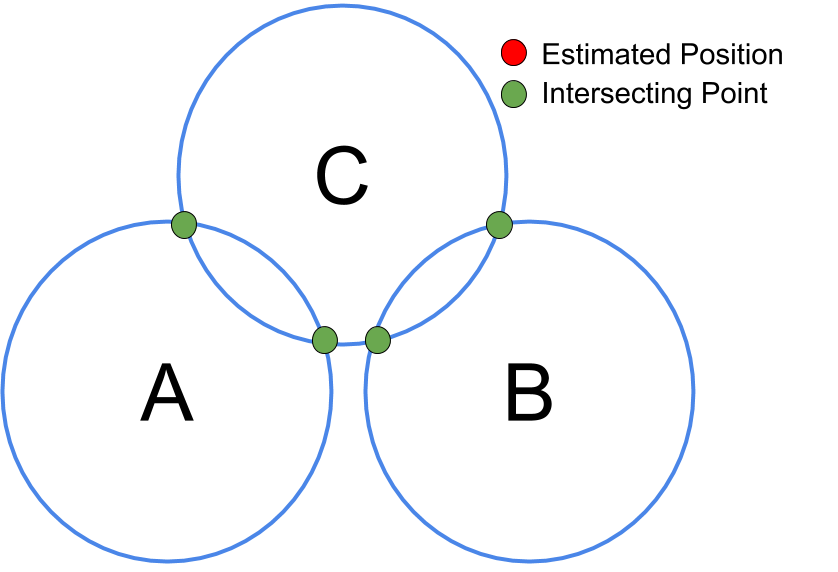 Estimated Position
Intersecting Point
C
A
B